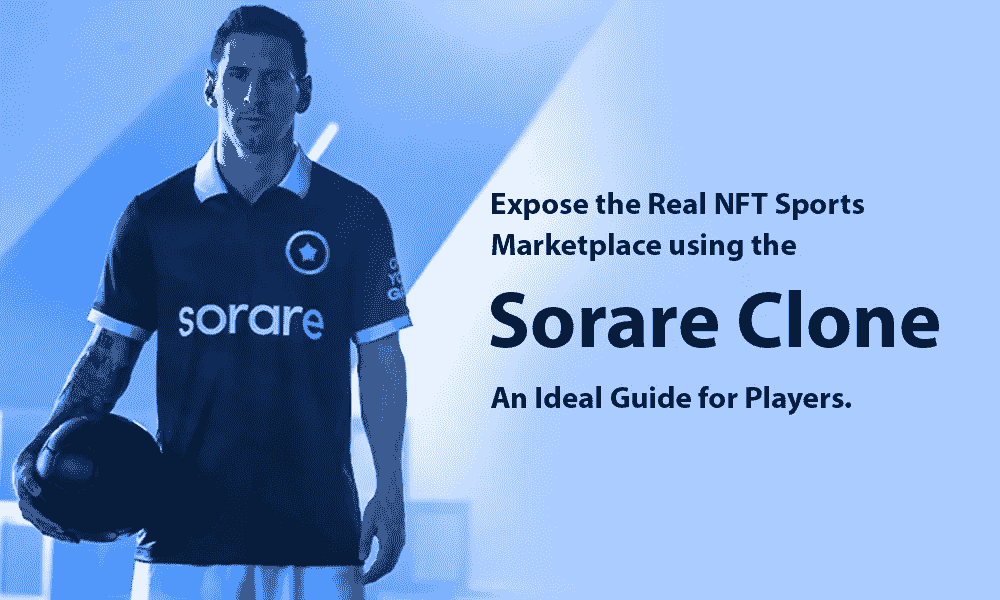 Expose the Real NFT Sports
Marketplace using the
Sorare Clone
An Ideal Guide for Players.
sorare